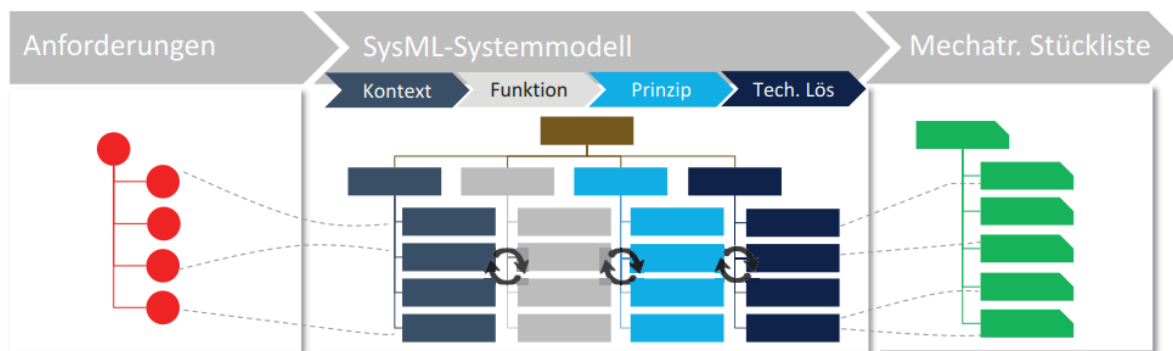 Anforderungen
SysML-Systemmodell
Mechatr. Stückliste
Kontext
Funktion
Prinzip
Tech. Lös